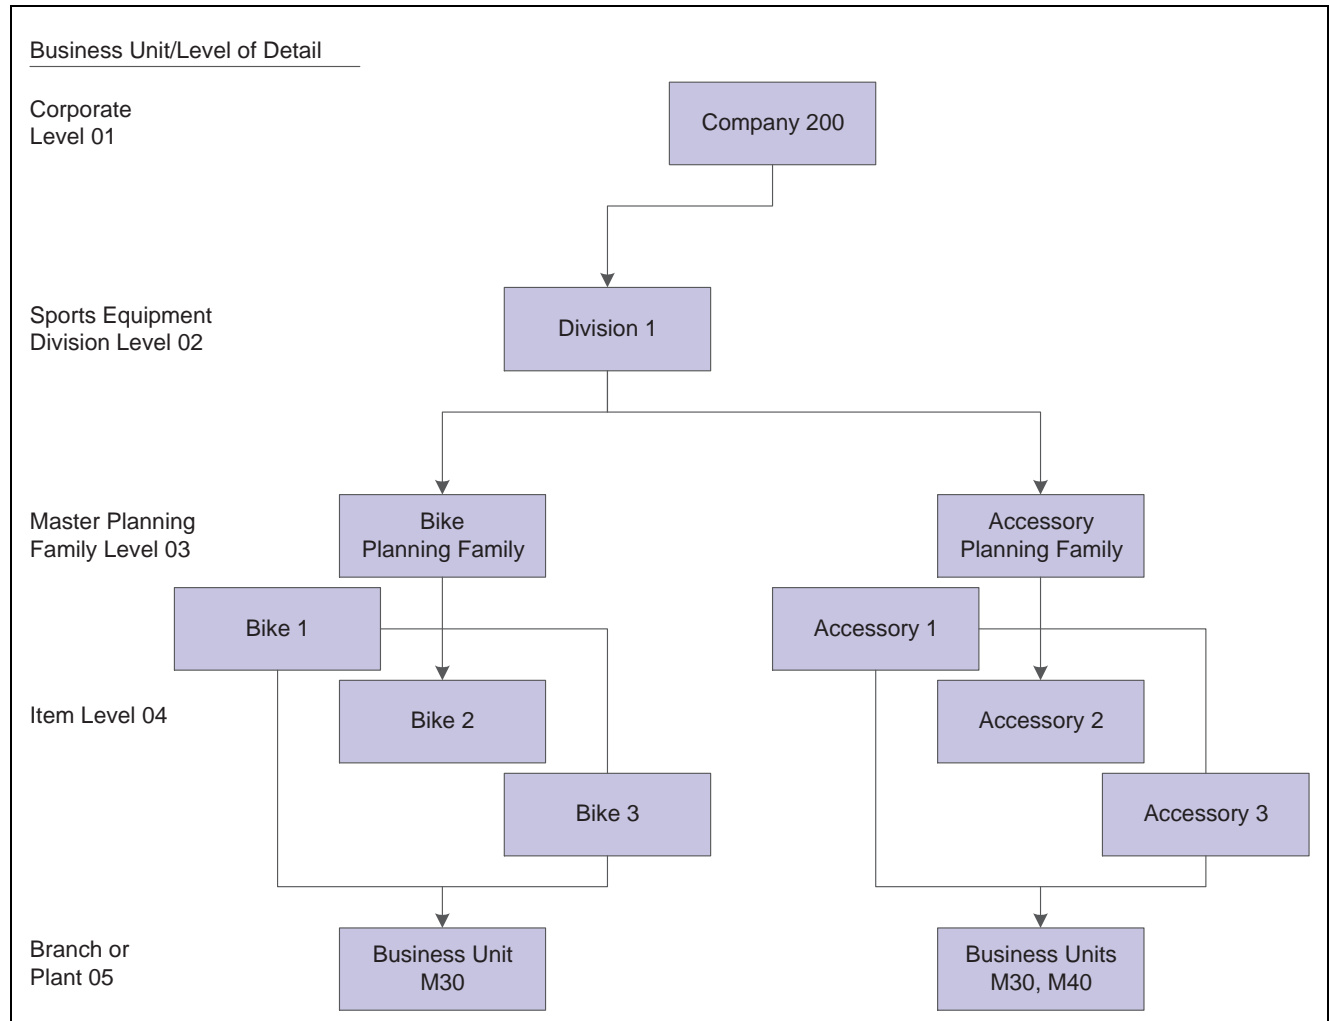 Business Unit/Level of Detail
Corporate
Level 01
Company 200
Sports Equipment
Division Level 02
Division 1
Master Planning
Family Level 03
Bike
Planning Family
Accessory
Planning Family
Bike 1
Accessory 1
Item Level 04
Bike 2
Accessory 2
Bike 3
Accessory 3
Branch or
Plant 05
Business Unit
M30
Business Units
M30, M40